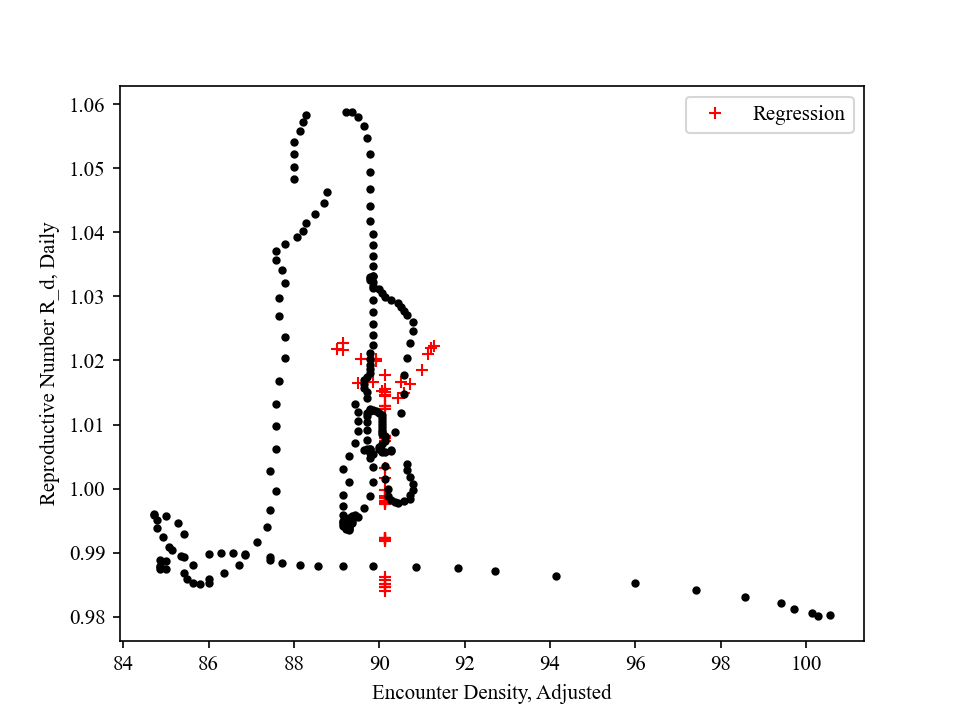 Regression
1.06
1.05
1.04
1.03
1.02
1.01
1.00
0.99
0.98
Reproductive Number R_d, Daily
84 86 88 90 92 94 96 98 100
Encounter Density, Adjusted